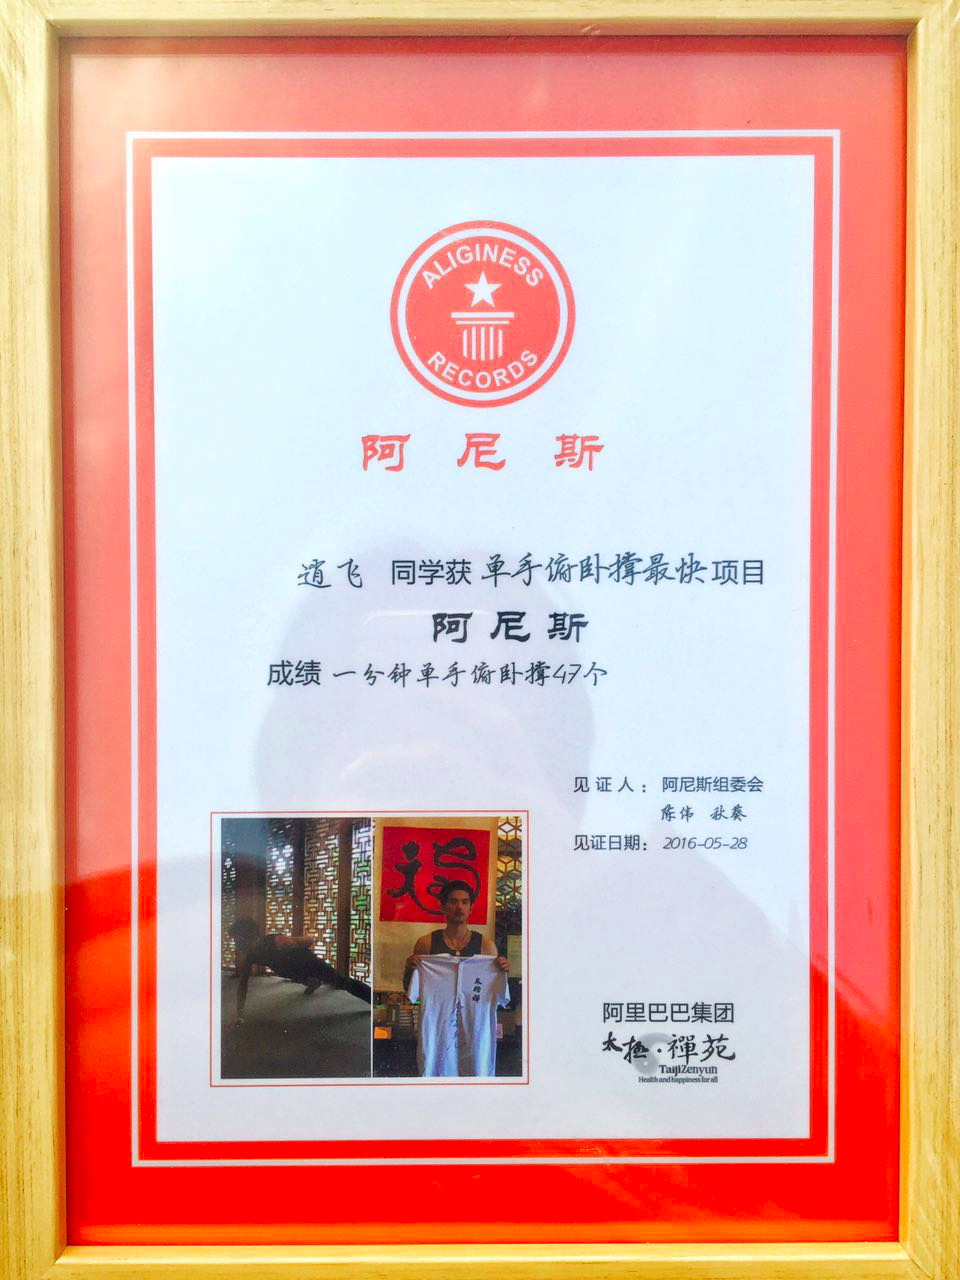 ALIGINESS
RECORDS
阿尼斯
逍飞 同学获 单手俯卧撑最快 项目
阿尼斯
成绩 一分钟单手俯卧撑47个
见证人： 阿尼斯组委会
陈伟 秋葵
见证日期： 2016-05-28
福
太极禅
阿里巴巴集团
太极·禪苑
TaijiZenyun
Health and happiness for all